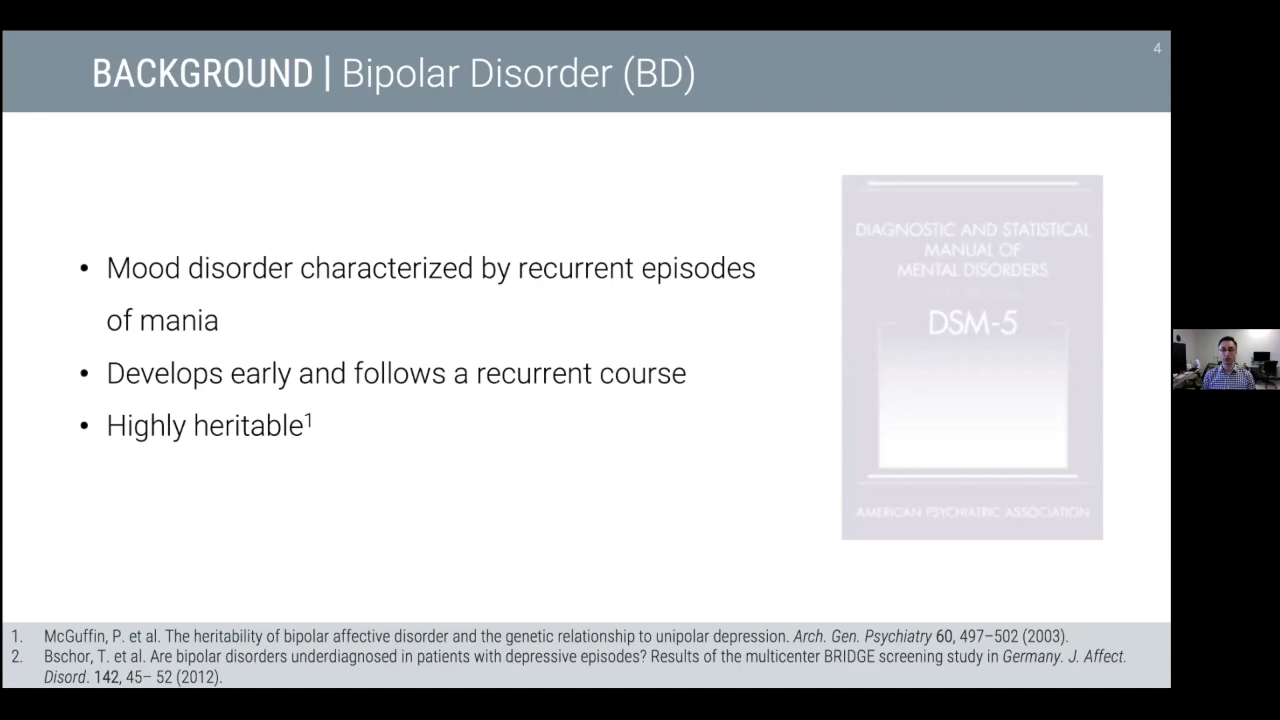 4
BACKGROUND | Bipolar Disorder (BD)
• Mood disorder characterized by recurrent episodes
of mania
• Develops early and follows a recurrent course
• Highly heritable¹
DIAGNOSTIC AND STATISTICAL
MANUAL OF
MENTAL DISORDERS
DSM-5
AMERICAN PSYCHIATRIC ASSOCIATION
1. McGuffin, P. et al. The heritability of bipolar affective disorder and the genetic relationship to unipolar depression. Arch. Gen. Psychiatry 60, 497–502 (2003).
2. Bschor, T. et al. Are bipolar disorders underdiagnosed in patients with depressive episodes? Results of the multicenter BRIDGE screening study in Germany. J. Affect.
Disord. 142, 45– 52 (2012).